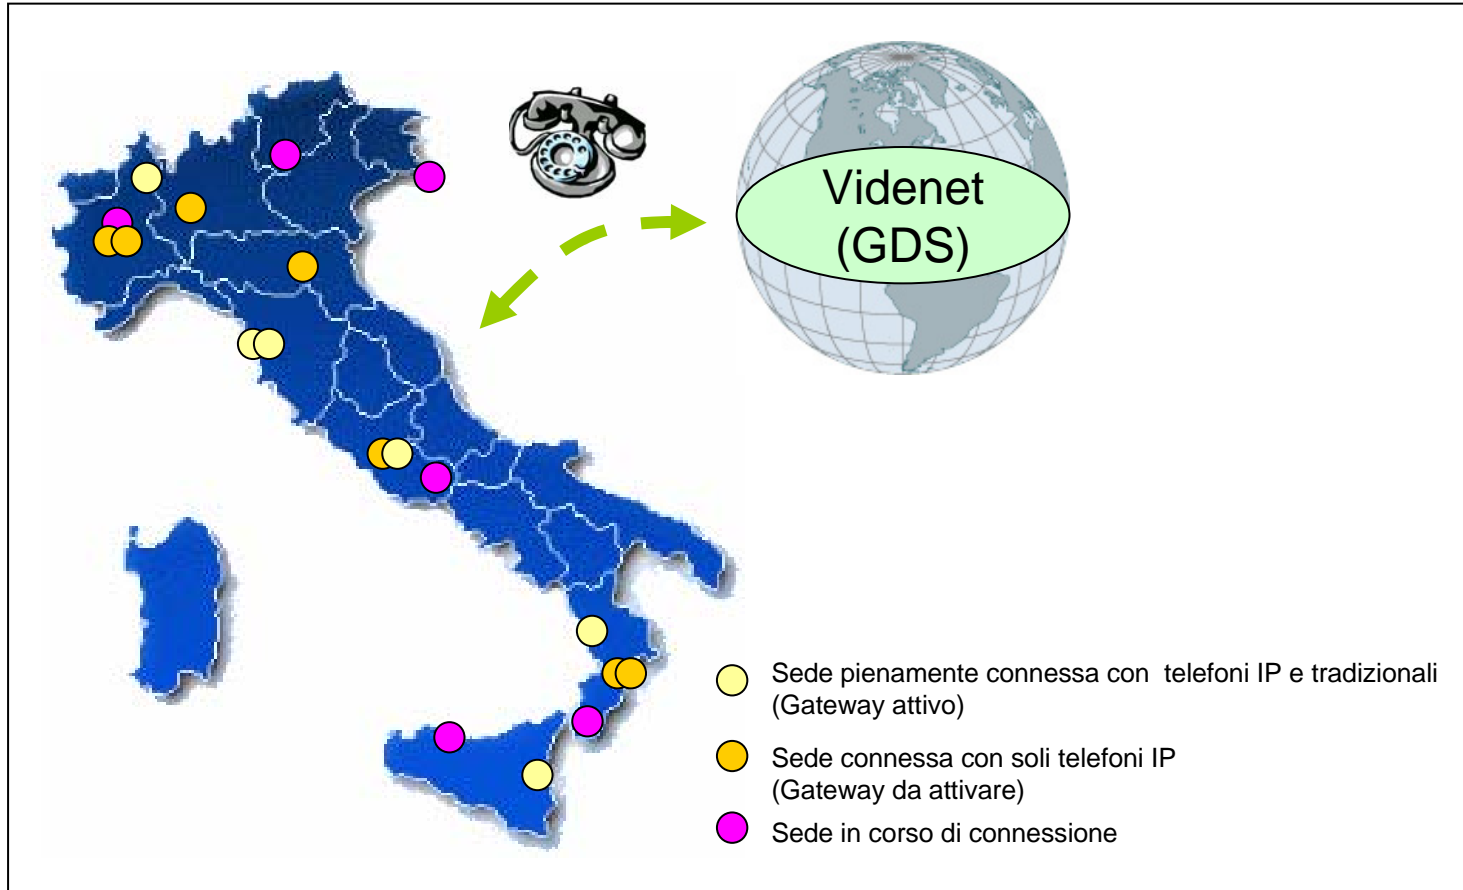 Videnet
(GDS)
Sede pienamente connessa con telefoni IP e tradizionali
(Gateway attivo)
Sede connessa con soli telefoni IP
(Gateway da attivare)
Sede in corso di connessione